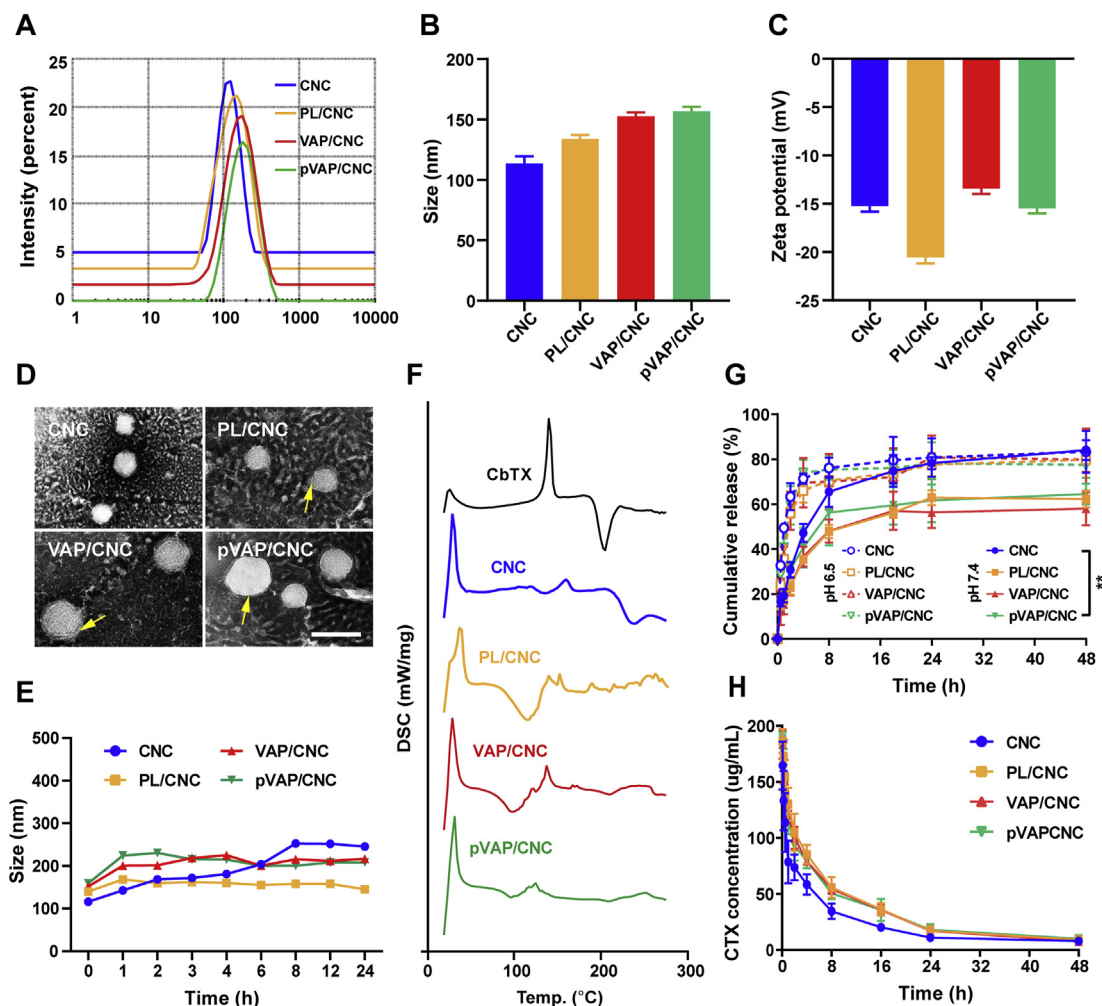 A
25
20
15
10
5
0
Intensity (percent)
1 10 100 1000 10000
CNC
PL/CNC
VAP/CNC
pVAP/CNC
B
200
150
100
50
0
Size (nm)
CNC PL/CNC VAP/CNC pVAP/CNC
C
0
-5
-10
-15
-20
-25
Zeta potential (mV)
CNC PL/CNC VAP/CNC pVAP/CNC
D
CNC PL/CNC
VAP/CNC pVAP/CNC
E
500
400
300
200
100
0
Size (nm)
CNC VAP/CNC
PL/CNC pVAP/CNC
0 1 2 3 4 6 8 12 24
Time (h)
F
DSC (mW/mg)
CbTX
CNC
PL/CNC
VAP/CNC
pVAP/CNC
0 100 200 300
Temp. (°C)
G
100
80
60
40
20
0
Cumulative release (%)
pH 6.5
CNC
PL/CNC
VAP/CNC
pVAP/CNC
pH 7.4
CNC
PL/CNC
VAP/CNC
pVAP/CNC
**
0 8 16 24 32 40 48
Time (h)
H
200
150
100
50
0
CTX concentration (ug/mL)
CNC
PL/CNC
VAP/CNC
pVAPCNC
0 8 16 24 32 40 48
Time (h)